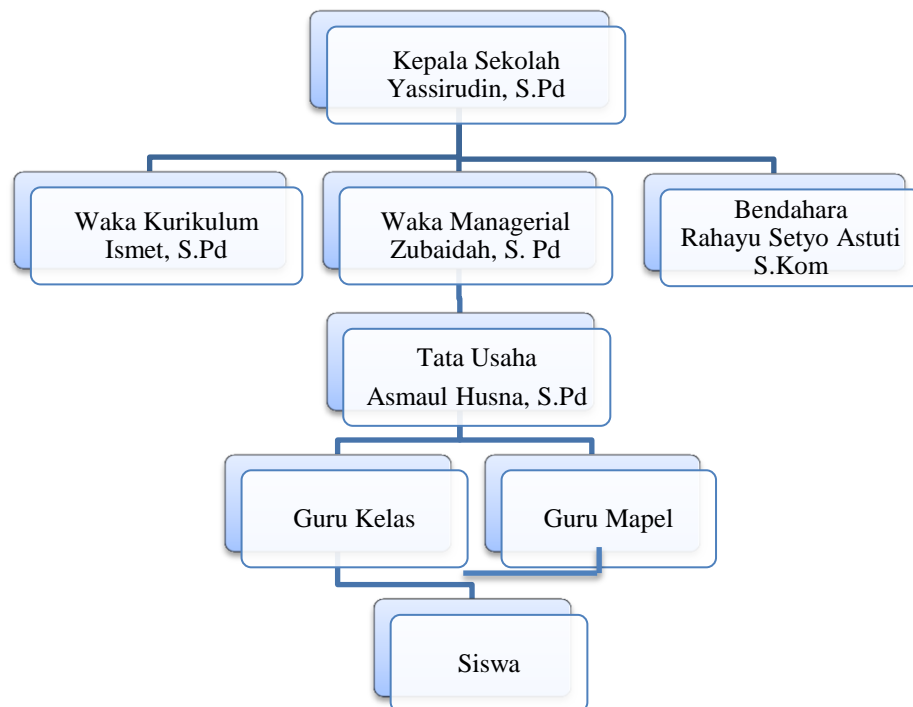 Kepala Sekolah
Yassirudin, S.Pd
Waka Kurikulum
Ismet, S.Pd
Waka Managerial
Zubaidah, S. Pd
Bendahara
Rahayu Setyo Astuti
S.Kom
Tata Usaha
Asmaul Husna, S.Pd
Guru Kelas
Guru Mapel
Siswa